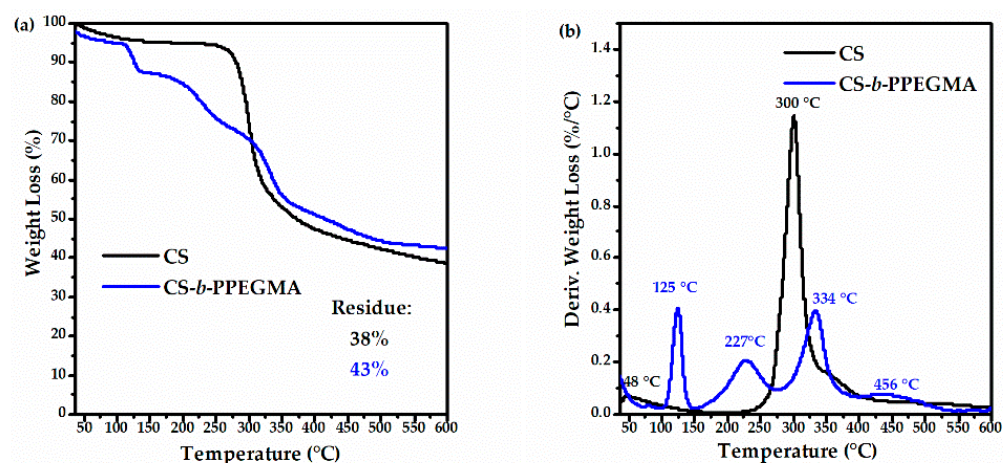 (a)
Weight Loss (%)
100
90
80
70
60
50
40
30
20
10
0
CS
CS-b-PPEGMA
Residue:
38%
43%
50 100 150 200 250 300 350 400 450 500 550 600
Temperature (°C)
(b)
Deriv. Weight Loss (%/°C)
1.4
1.2
1.0
0.8
0.6
0.4
0.2
0.0
CS
CS-b-PPEGMA
300 °C
125 °C
334 °C
227°C
48 °C
456 °C
50 100 150 200 250 300 350 400 450 500 550 600
Temperature (°C)